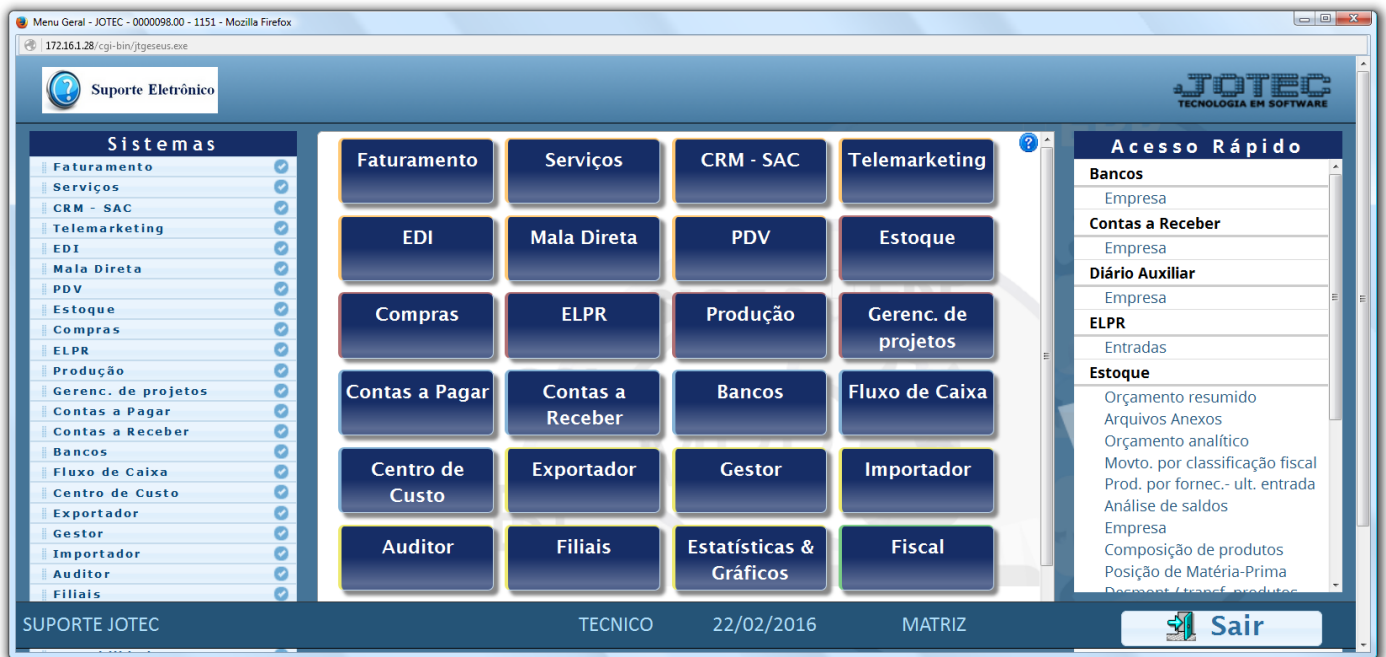 Menu Geral - JOTEC - 0000098.00 - 1151 - Mozilla Firefox
172.16.1.28/cgi-bin/jtgeseus.exe
Suporte Eletrônico
JOTEC
TECNOLOGIA EM SOFTWARE
Sistemas
Faturamento
Serviços
CRM - SAC
Telemarketing
EDI
Mala Direta
PDV
Estoque
Compras
ELPR
Produção
Gerenc. de projetos
Contas a Pagar
Contas a Receber
Bancos
Fluxo de Caixa
Centro de Custo
Exportador
Gestor
Importador
Auditor
Filiais
Faturamento
Serviços
CRM - SAC
Telemarketing
EDI
Mala Direta
PDV
Estoque
Compras
ELPR
Produção
Gerenc. de
projetos
Contas a Pagar
Contas a
Receber
Bancos
Fluxo de Caixa
Centro de
Custo
Exportador
Gestor
Importador
Auditor
Filiais
Estatísticas &
Gráficos
Fiscal
Acesso Rápido
Bancos
Empresa
Contas a Receber
Empresa
Diário Auxiliar
Empresa
ELPR
Entradas
Estoque
Orçamento resumido
Arquivos Anexos
Orçamento analítico
Movto. por classificação fiscal
Prod. por fornec.- ult. entrada
Análise de saldos
Empresa
Composição de produtos
Posição de Matéria-Prima
Desmont / transf. produtos
SUPORTE JOTEC
TECNICO
22/02/2016
MATRIZ
Sair